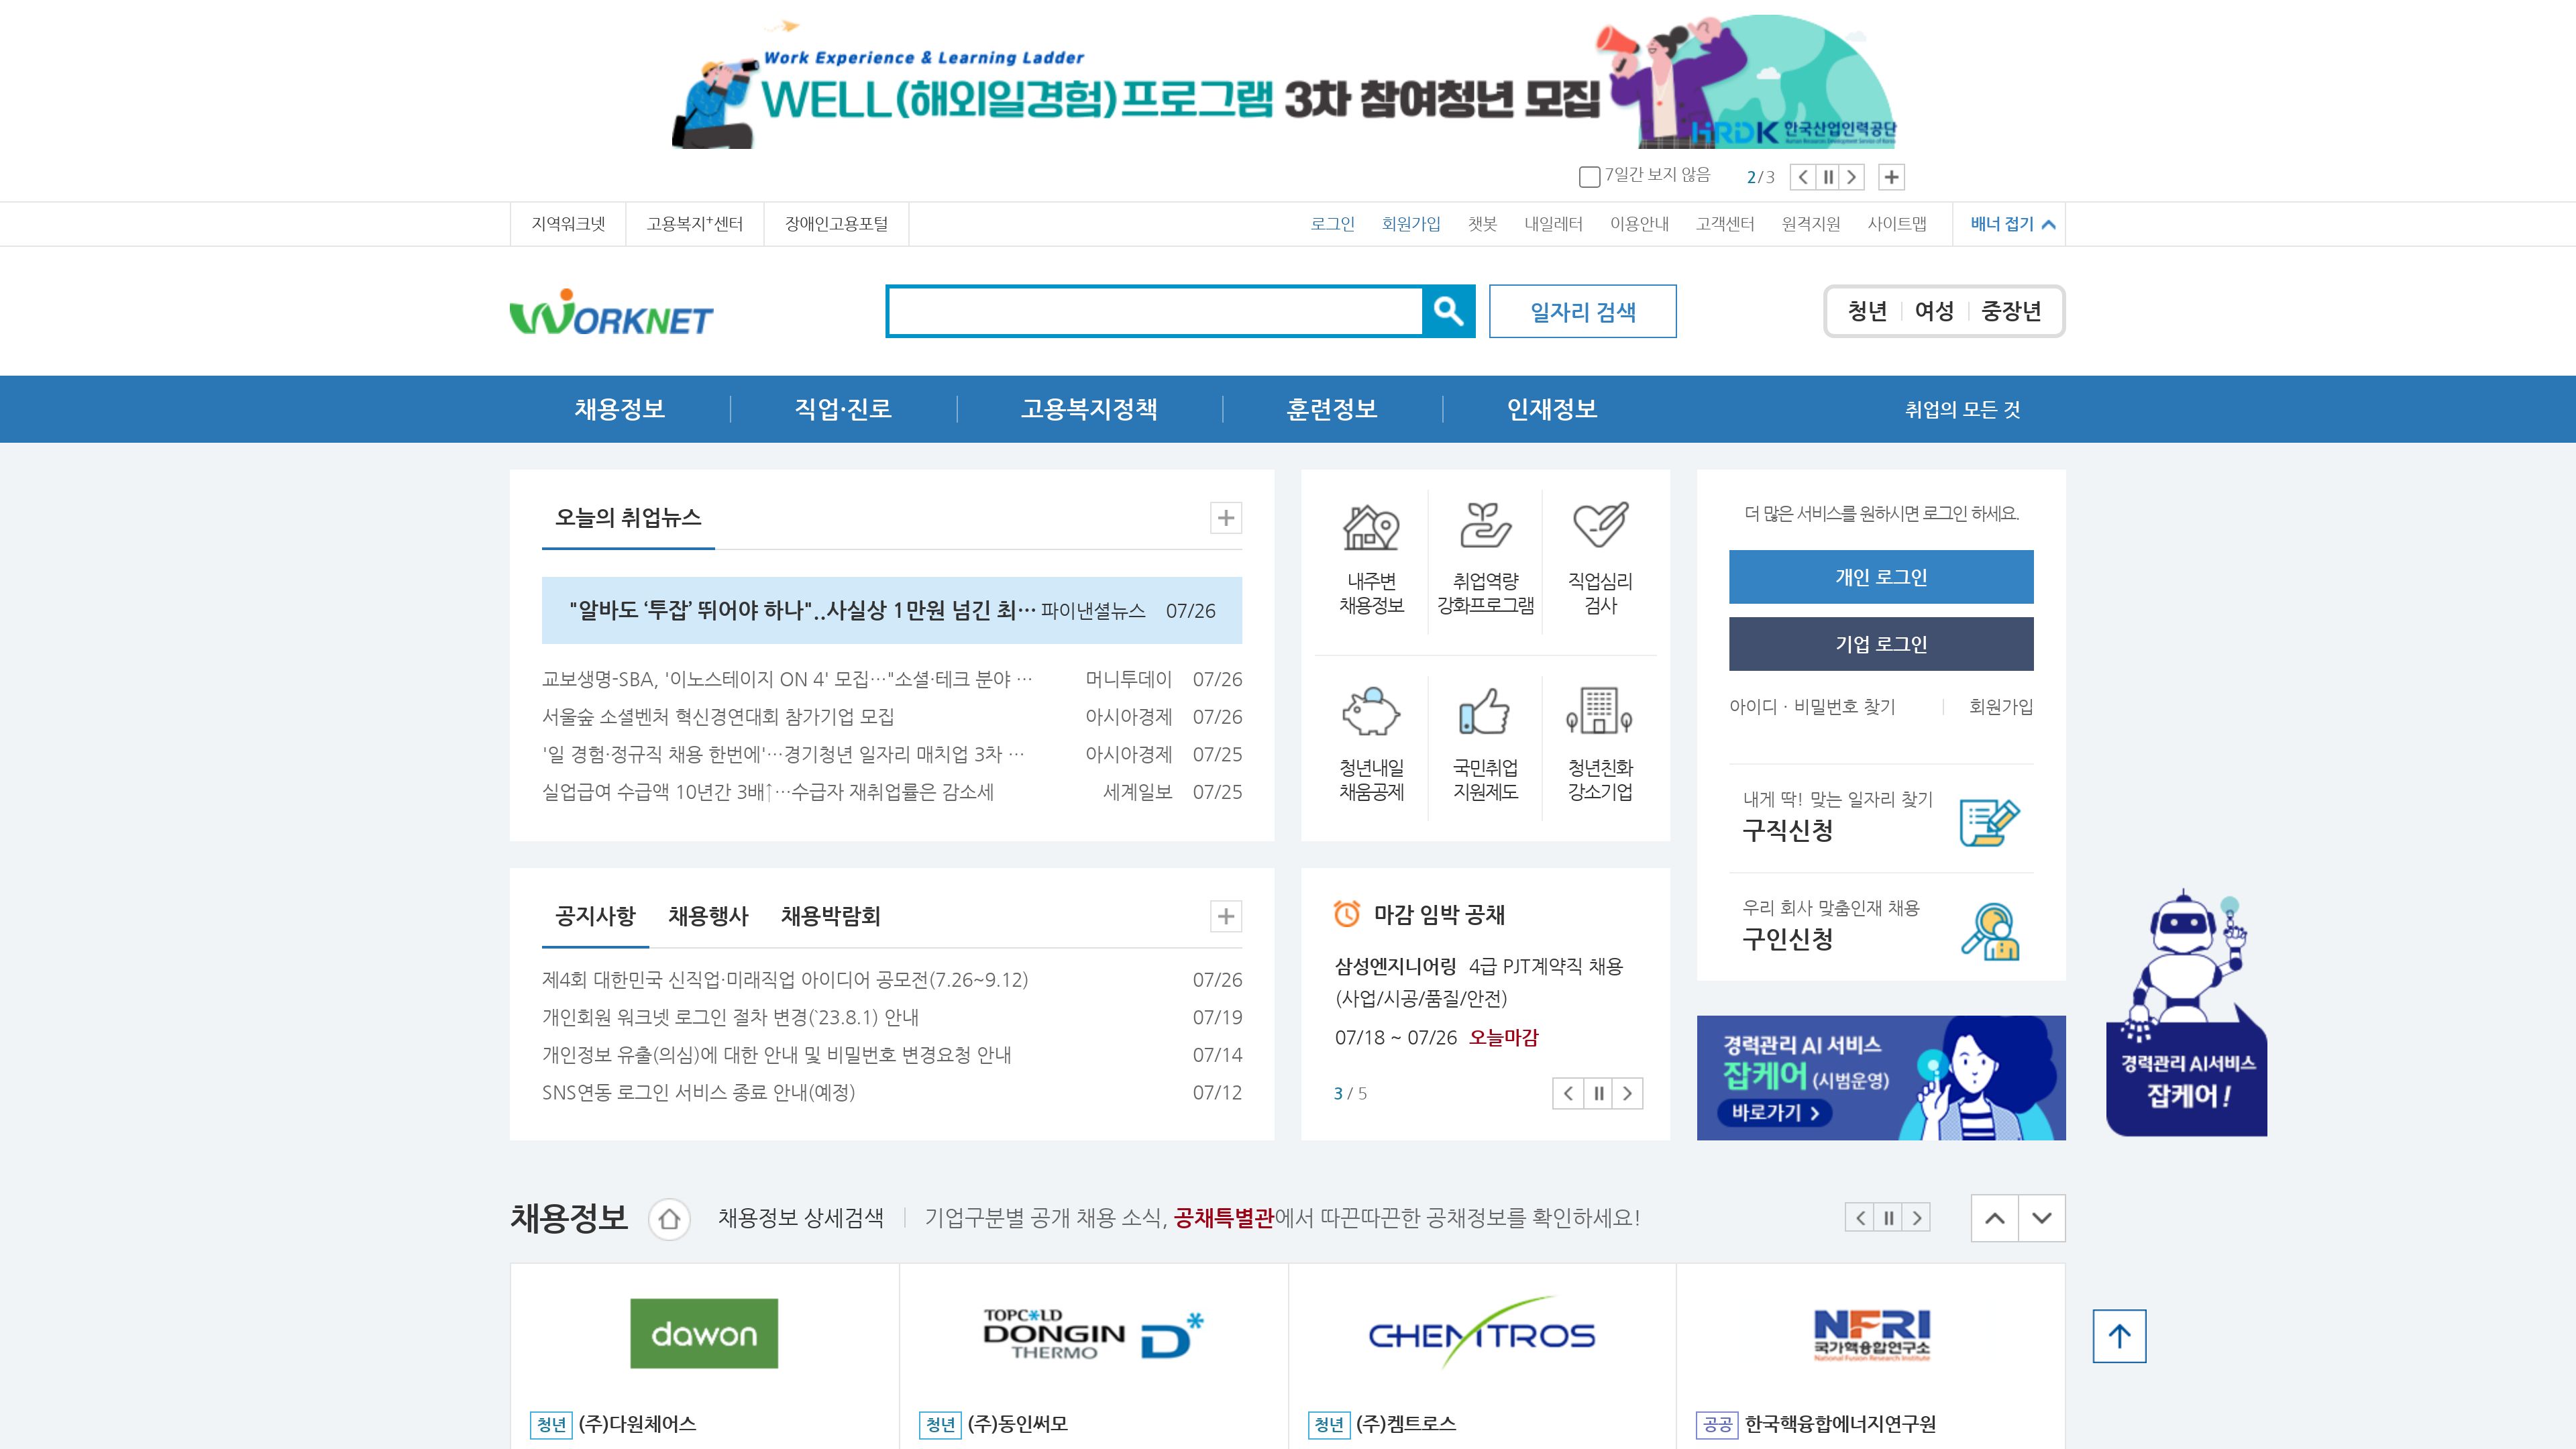 Work Experience & Learning Ladder
WELL(해외일경험)프로그램 3차 참여청년 모집
HRDK 한국산업인력공단
7일간 보지 않음 2/3
지역워크넷 고용복지+센터 장애인고용포털 로그인 회원가입 챗봇 내일레터 이용안내 고객센터 원격지원 사이트맵 배너 접기
WORKNET
일자리 검색
청년 여성 중장년
채용정보 직업·진로 고용복지정책 훈련정보 인재정보 취업의 모든 것
오늘의 취업뉴스
"알바도 ‘투잡’ 뛰어야 하나"..사실상 1만원 넘긴 최… 파이낸셜뉴스 07/26
교보생명-SBA, '이노스테이지 ON 4' 모집…"소셜·테크 분야 … 머니투데이 07/26
서울숲 소셜벤처 혁신경연대회 참가기업 모집 아시아경제 07/26
'일 경험·정규직 채용 한번에'…경기청년 일자리 매치업 3차 … 아시아경제 07/25
실업급여 수급액 10년간 3배↑…수급자 재취업률은 감소세 세계일보 07/25
내주변
채용정보
취업역량
강화프로그램
직업심리
검사
청년내일
채움공제
국민취업
지원제도
청년친화
강소기업
더 많은 서비스를 원하시면 로그인 하세요.
개인 로그인
기업 로그인
아이디 · 비밀번호 찾기 회원가입
내게 딱! 맞는 일자리 찾기
구직신청
우리 회사 맞춤인재 채용
구인신청
공지사항 채용행사 채용박람회
제4회 대한민국 신직업·미래직업 아이디어 공모전(7.26~9.12) 07/26
개인회원 워크넷 로그인 절차 변경(`23.8.1) 안내 07/19
개인정보 유출(의심)에 대한 안내 및 비밀번호 변경요청 안내 07/14
SNS연동 로그인 서비스 종료 안내(예정) 07/12
마감 임박 공채
삼성엔지니어링 4급 PJT계약직 채용
(사업/시공/품질/안전)
07/18 ~ 07/26 오늘마감
3 / 5
경력관리 AI 서비스
잡케어 (시범운영)
바로가기
경력관리 AI서비스
잡케어!
채용정보 채용정보 상세검색 기업구분별 공개 채용 소식, 공채특별관에서 따끈따끈한 공채정보를 확인하세요!
dawon
TOPCOLD
DONGIN
THERMO
D
CHEMTROS
NFRI
국가핵융합연구소
National Fusion Research Institute
청년 (주)다원체어스
청년 (주)동인써모
청년 (주)켐트로스
공공 한국핵융합에너지연구원